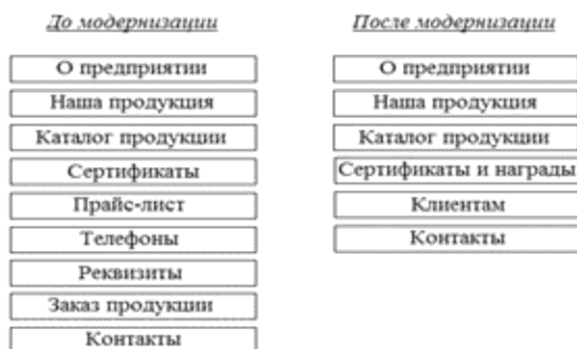 До модернизации
О предприятии
Наша продукция
Каталог продукции
Сертификаты
Прайс-лист
Телефоны
Реквизиты
Заказ продукции
Контакты
После модернизации
О предприятии
Наша продукция
Каталог продукции
Сертификаты и награды
Клиентам
Контакты